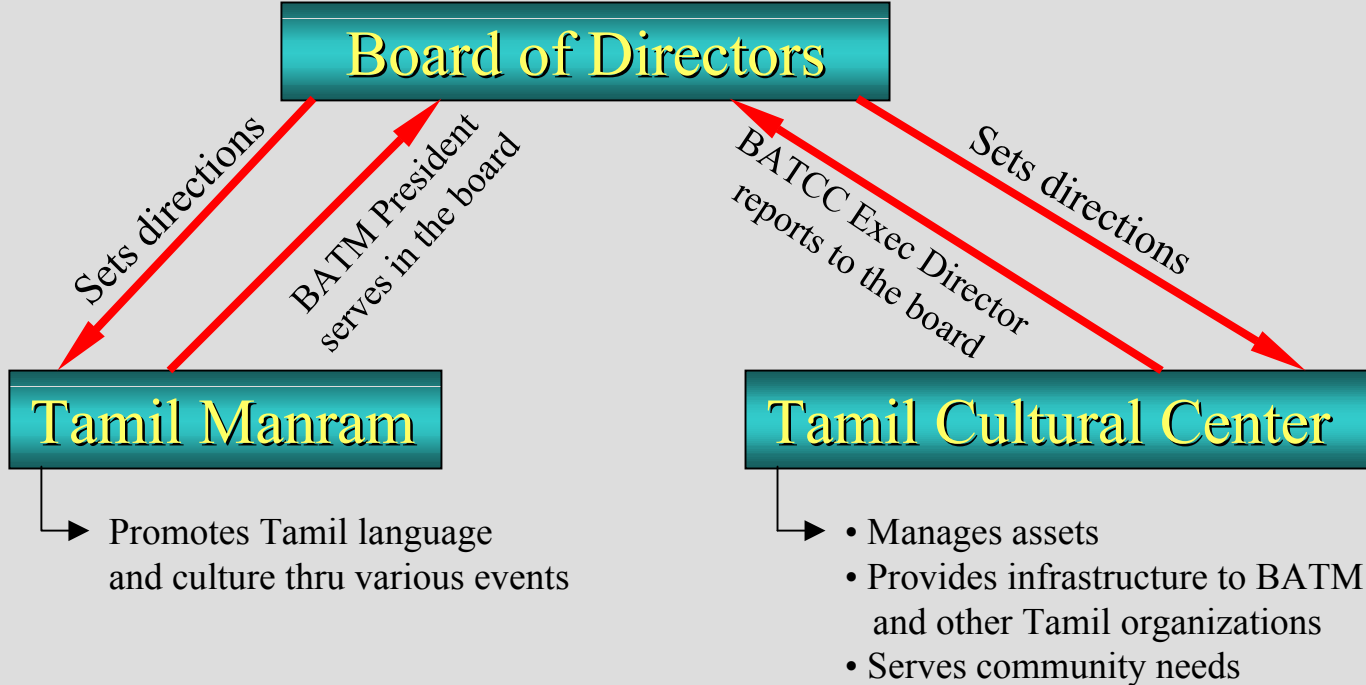 Board of Directors
Sets directions
BATM President
serves in the board
BATCC Exec Director
reports to the board
Sets directions
Tamil Manram
Tamil Cultural Center
Promotes Tamil language
and culture thru various events
• Manages assets
• Provides infrastructure to BATM
and other Tamil organizations
• Serves community needs